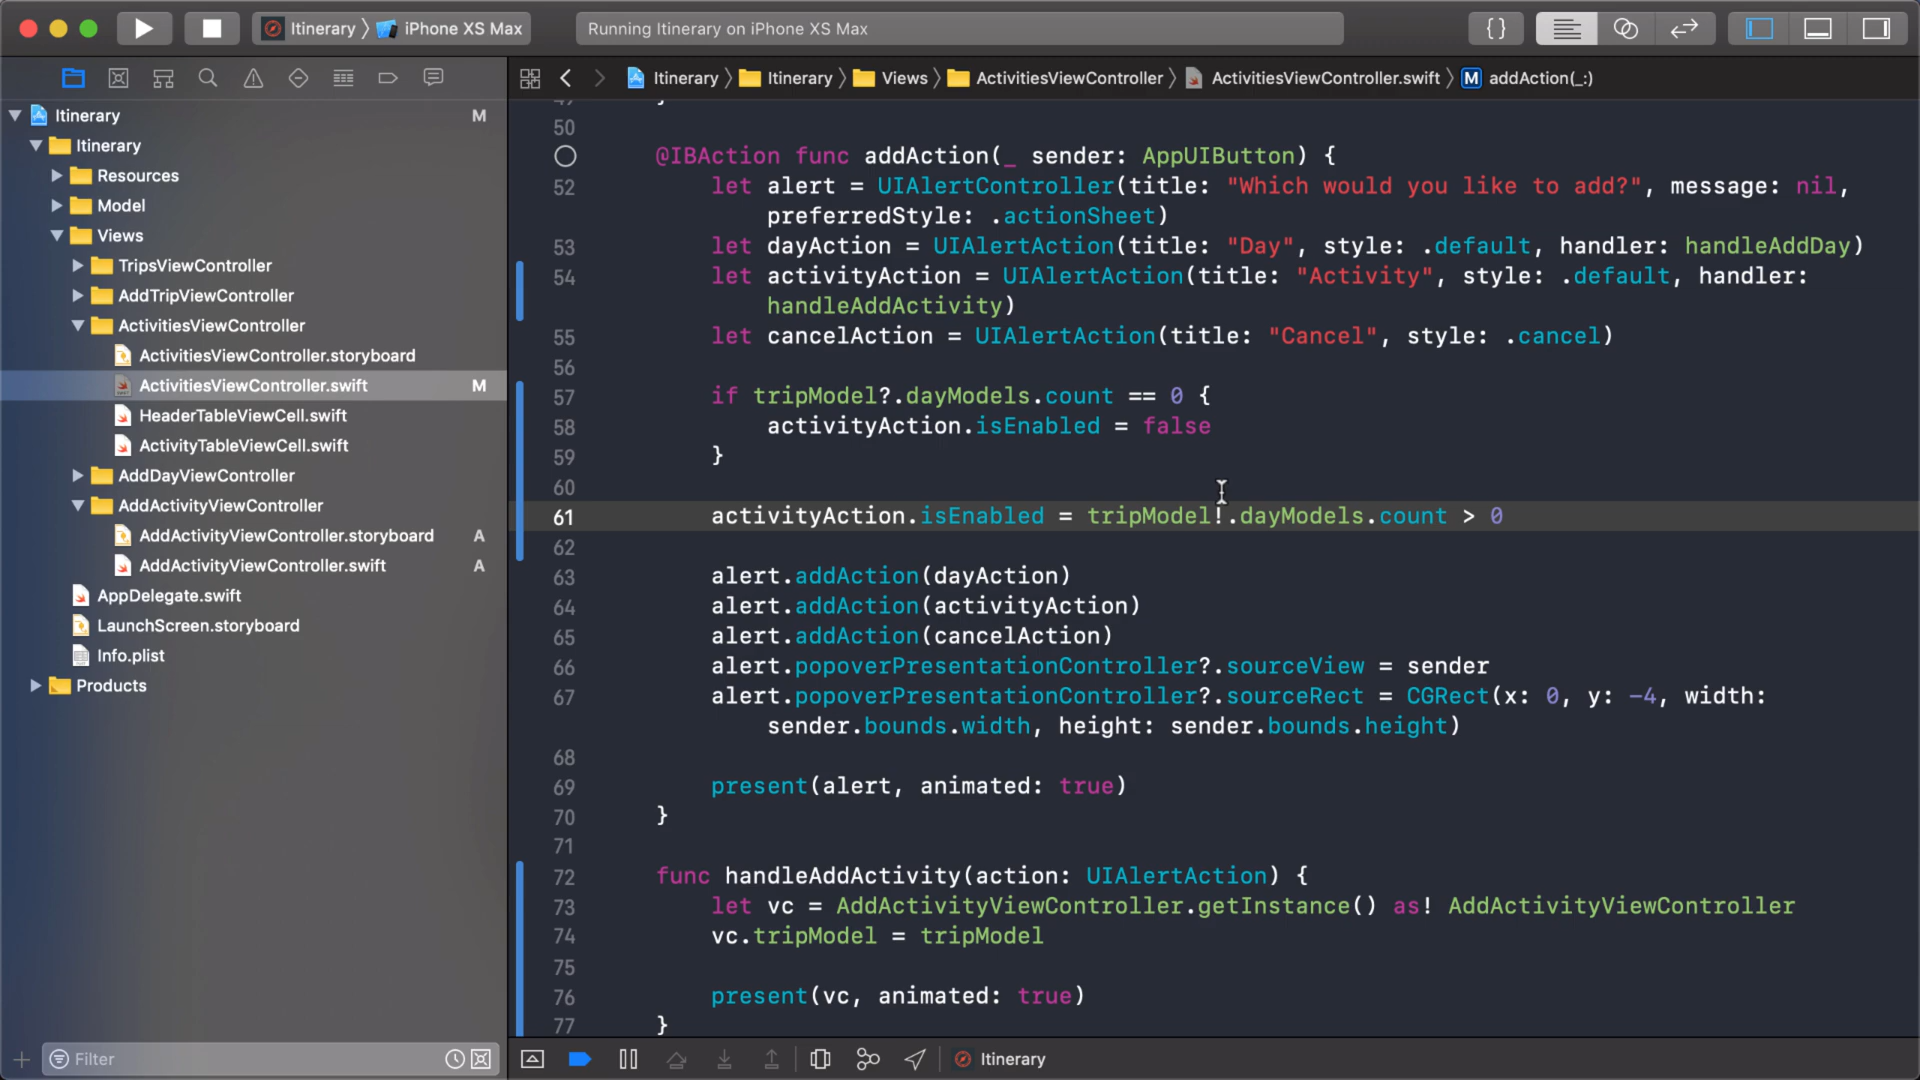 Itinerary 〉 iPhone XS Max
Running Itinerary on iPhone XS Max
{ }
Itinerary 〉 Itinerary 〉 Views 〉 ActivitiesViewController 〉 ActivitiesViewController.swift 〉 M addAction(_:)
Itinerary M
Itinerary
Resources
Model
Views
TripsViewController
AddTripViewController
ActivitiesViewController
ActivitiesViewController.storyboard
ActivitiesViewController.swift M
HeaderTableViewCell.swift
ActivityTableViewCell.swift
AddDayViewController
AddActivityViewController
AddActivityViewController.storyboard A
AddActivityViewController.swift A
AppDelegate.swift
LaunchScreen.storyboard
Info.plist
Products
Filter
49 }
50
@IBAction func addAction(_ sender: AppUIButton) {
52 let alert = UIAlertController(title: "Which would you like to add?", message: nil,
preferredStyle: .actionSheet)
53 let dayAction = UIAlertAction(title: "Day", style: .default, handler: handleAddDay)
54 let activityAction = UIAlertAction(title: "Activity", style: .default, handler:
handleAddActivity)
55 let cancelAction = UIAlertAction(title: "Cancel", style: .cancel)
56
57 if tripModel?.dayModels.count == 0 {
58 activityAction.isEnabled = false
59 }
60
61 activityAction.isEnabled = tripModel!.dayModels.count > 0
62
63 alert.addAction(dayAction)
64 alert.addAction(activityAction)
65 alert.addAction(cancelAction)
66 alert.popoverPresentationController?.sourceView = sender
67 alert.popoverPresentationController?.sourceRect = CGRect(x: 0, y: -4, width:
sender.bounds.width, height: sender.bounds.height)
68
69 present(alert, animated: true)
70 }
71
72 func handleAddActivity(action: UIAlertAction) {
73 let vc = AddActivityViewController.getInstance() as! AddActivityViewController
74 vc.tripModel = tripModel
75
76 present(vc, animated: true)
77 }
Itinerary